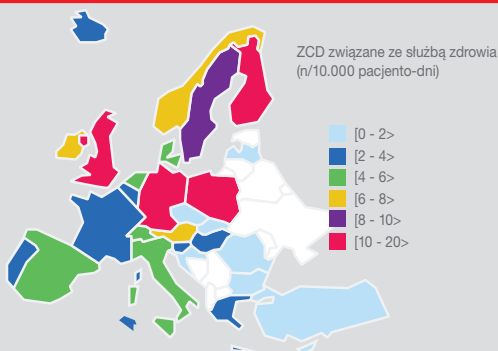 ZCD związane ze służbą zdrowia
(n/10.000 pacjento-dni)
[0 - 2>
[2 - 4>
[4 - 6>
[6 - 8>
[8 - 10>
[10 - 20>